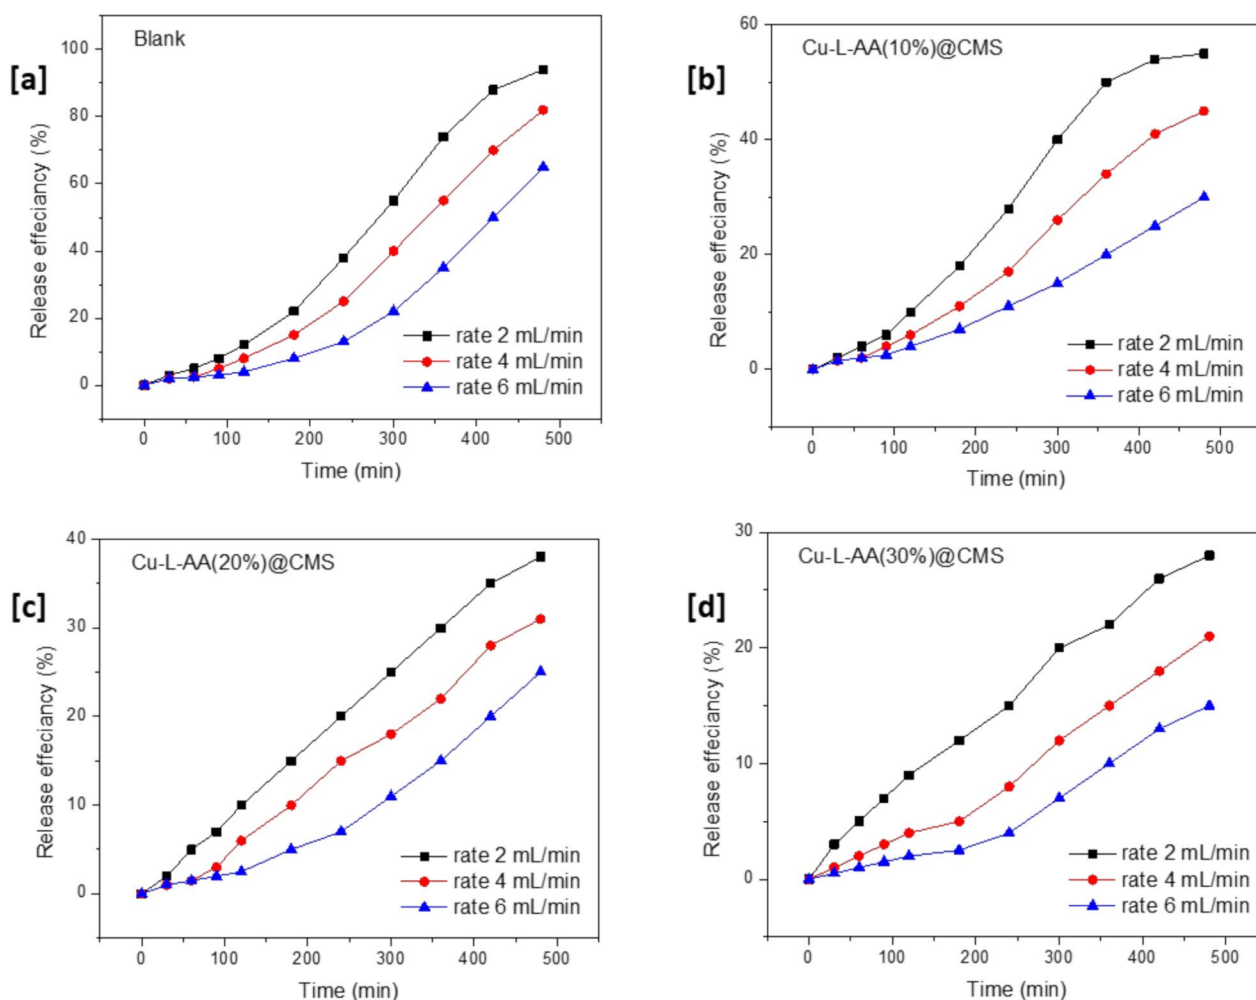 [a]
Blank
Release effeciancy (%)
100
80
60
40
20
0
rate 2 mL/min
rate 4 mL/min
rate 6 mL/min
0 100 200 300 400 500
Time (min)
[b]
Cu-L-AA(10%)@CMS
Release effeciancy (%)
60
40
20
0
rate 2 mL/min
rate 4 mL/min
rate 6 mL/min
0 100 200 300 400 500
Time (min)
[c]
Cu-L-AA(20%)@CMS
Release effeciancy (%)
40
30
20
10
0
rate 2 mL/min
rate 4 mL/min
rate 6 mL/min
0 100 200 300 400 500
Time (min)
[d]
Cu-L-AA(30%)@CMS
Release effeciancy (%)
30
20
10
0
rate 2 mL/min
rate 4 mL/min
rate 6 mL/min
0 100 200 300 400 500
Time (min)